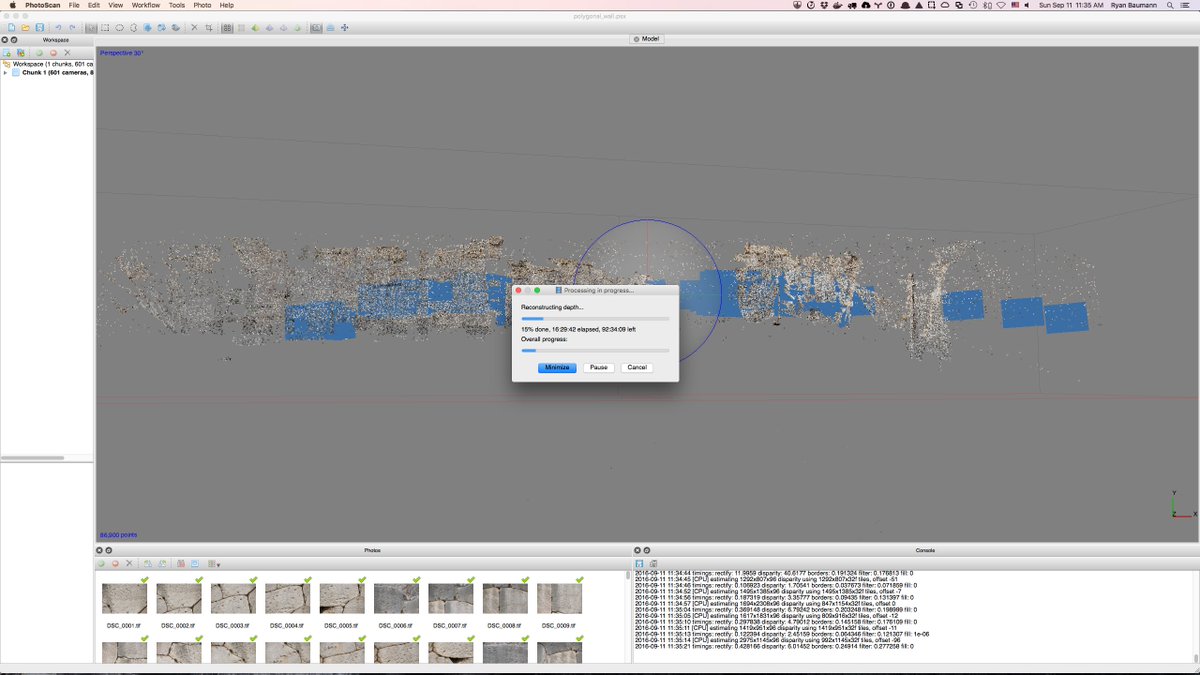 PhotoScan File Edit View Workflow Tools Photo Help
Sun Sep 11 11:35 AM Ryan Baumann
polygonal_wall.psx
Workspace
Model
Workspace (1 chunks, 601 ca
Chunk 1 (601 cameras, 8
Perspective 30°
Processing in progress...
Reconstructing depth...
15% done, 16:29:42 elapsed, 92:34:09 left
Overall progress:
Minimize Pause Cancel
Y
Z X
86,900 points
Photos
Console
DSC_0001.tif DSC_0002.tif DSC_0003.tif DSC_0004.tif DSC_0005.tif DSC_0006.tif DSC_0007.tif DSC_0008.tif DSC_0009.tif
2016-09-11 11:34:44 timings: rectify: 11.9959 disparity: 40.6177 borders: 0.191324 filter: 0.176813 fill: 0
2016-09-11 11:34:45 [CPU] estimating 1292x807x96 disparity using 1292x807x32f tiles, offset -51
2016-09-11 11:34:46 timings: rectify: 0.106923 disparity: 1.70541 borders: 0.037673 filter: 0.071859 fill: 0
2016-09-11 11:34:52 [CPU] estimating 1495x1385x96 disparity using 1495x1385x32f tiles, offset -7
2016-09-11 11:34:56 timings: rectify: 0.187319 disparity: 3.35777 borders: 0.09435 filter: 0.131397 fill: 0
2016-09-11 11:34:57 [CPU] estimating 1694x2308x96 disparity using 847x1154x32f tiles, offset 0
2016-09-11 11:35:04 timings: rectify: 0.369148 disparity: 6.79242 borders: 0.203248 filter: 0.198999 fill: 0
2016-09-11 11:35:05 [CPU] estimating 1617x1831x96 disparity using 809x916x32f tiles, offset -12
2016-09-11 11:35:10 timings: rectify: 0.297838 disparity: 4.79012 borders: 0.145158 filter: 0.176109 fill: 0
2016-09-11 11:35:11 [CPU] estimating 1419x951x96 disparity using 1419x951x32f tiles, offset -11
2016-09-11 11:35:13 timings: rectify: 0.122394 disparity: 2.45159 borders: 0.064346 filter: 0.121307 fill: 1e-06
2016-09-11 11:35:14 [CPU] estimating 2975x1145x96 disparity using 992x1145x32f tiles, offset -96
2016-09-11 11:35:21 timings: rectify: 0.428166 disparity: 6.01452 borders: 0.24914 filter: 0.277258 fill: 0